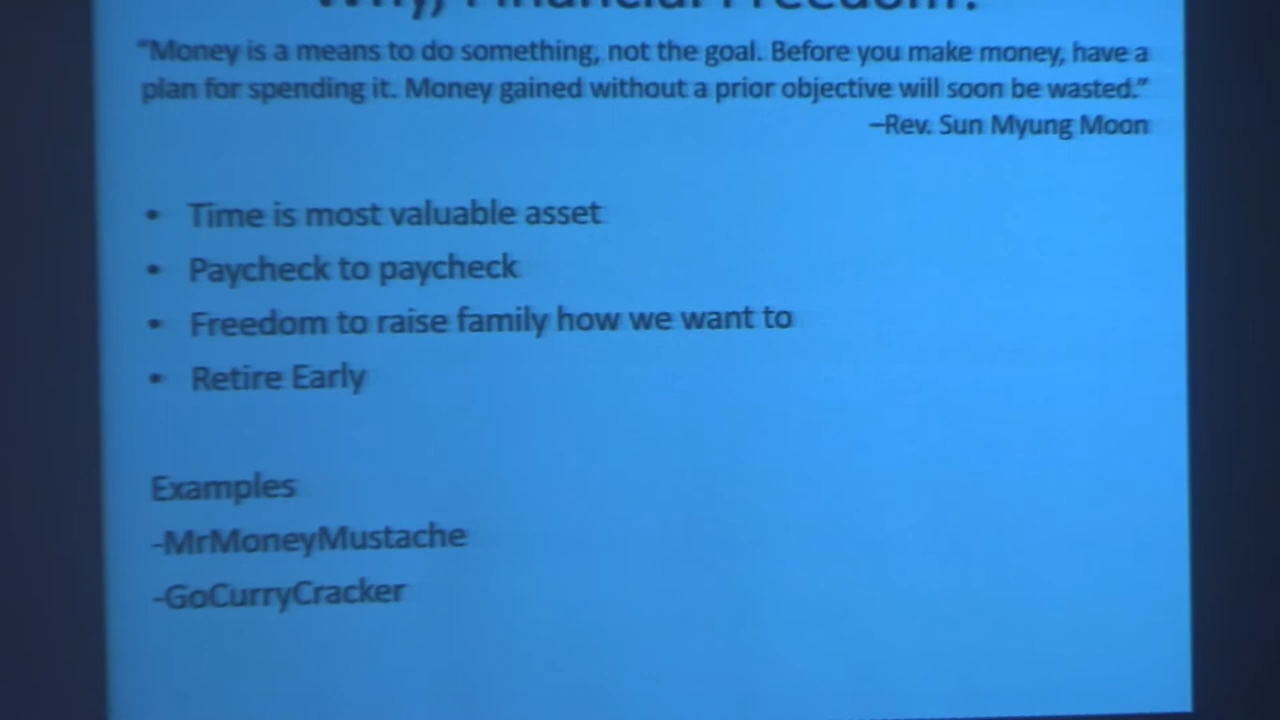 Why, Financial Freedom?
“Money is a means to do something, not the goal. Before you make money, have a
plan for spending it. Money gained without a prior objective will soon be wasted.”
–Rev. Sun Myung Moon
• Time is most valuable asset
• Paycheck to paycheck
• Freedom to raise family how we want to
• Retire Early
Examples
-MrMoneyMustache
-GoCurryCracker